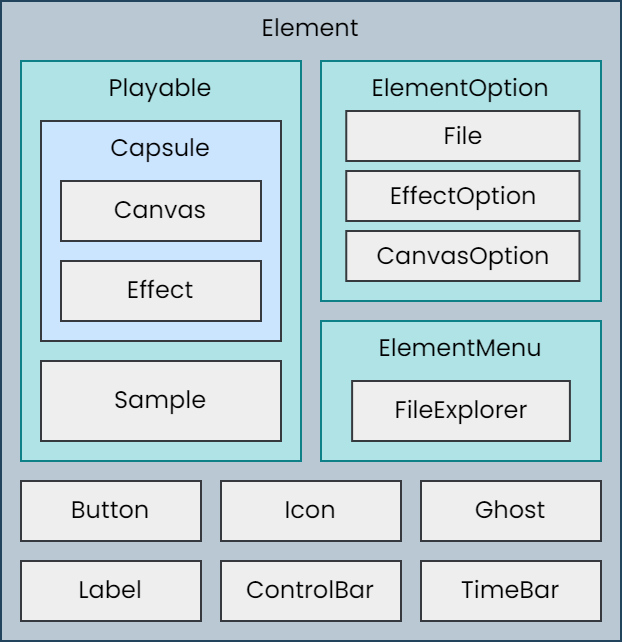 Element
Playable
Capsule
Canvas
Effect
Sample
ElementOption
File
EffectOption
CanvasOption
ElementMenu
FileExplorer
Button
Icon
Ghost
Label
ControlBar
TimeBar